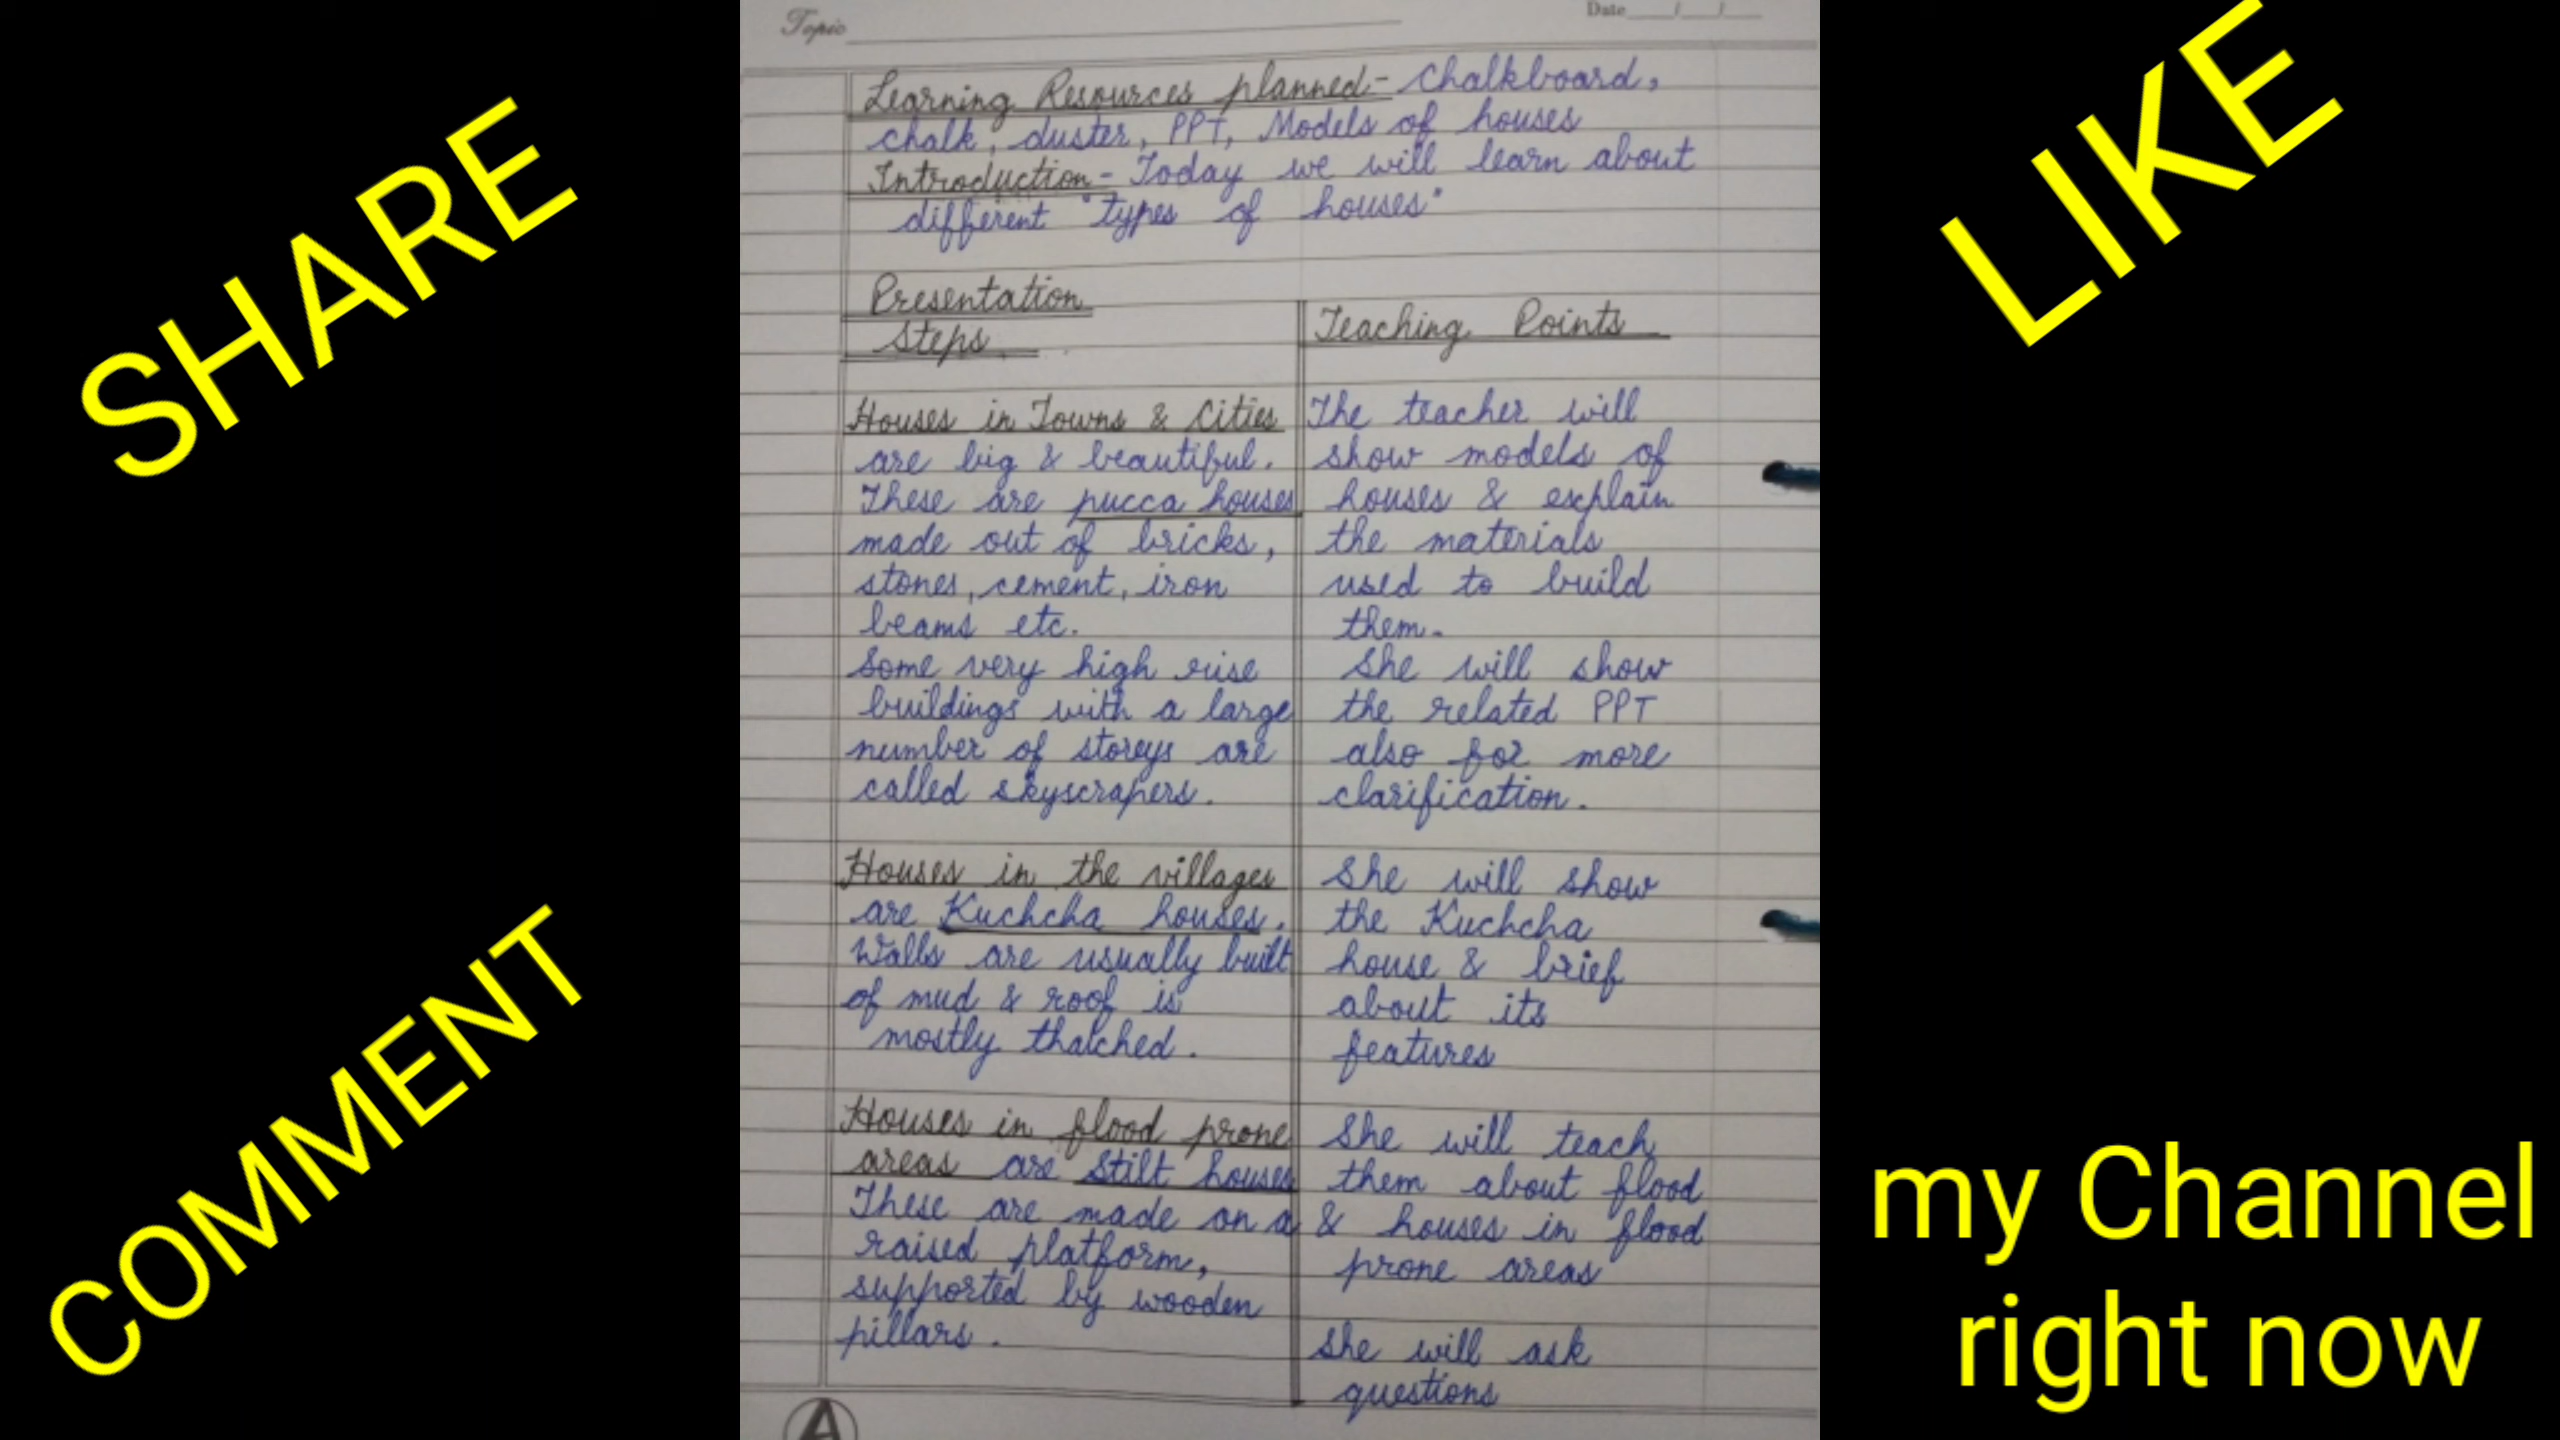 SHARE
LIKE
COMMENT
my Channel
right now
Topic
Date
Learning Resources planned:- Chalkboard,
chalk, duster, PPT, Models of houses
Introduction - Today we will learn about
different "types of houses"
Presentation
Steps
Houses in Towns & Cities
are big & beautiful.
These are pucca houses
made out of bricks,
stones, cement, iron
beams etc.
Some very high rise
buildings with a large
number of storeys are
called skyscrapers.
Houses in the villages
are Kuchcha houses.
Walls are usually built
of mud & roof is
mostly thatched.
Houses in flood prone
areas are Stilt houses
These are made on a
raised platform,
supported by wooden
pillars.
Teaching Points
The teacher will
show models of
houses & explain
the materials
used to build
them.
She will show
the related PPT
also for more
clarification.
She will show
the Kuchcha
house & brief
about its
features
She will teach
them about flood
& houses in flood
prone areas
She will ask
questions
A